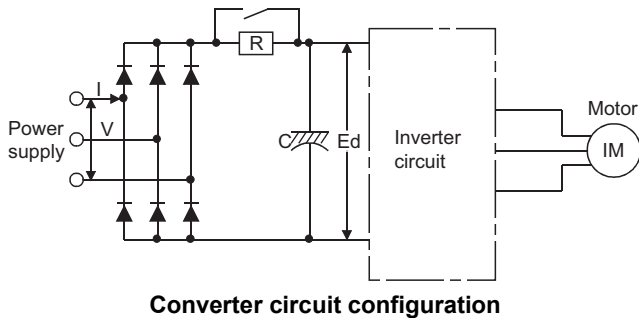 R
I
Power
supply
V
C
Ed
Inverter
circuit
Motor
IM
Converter circuit configuration